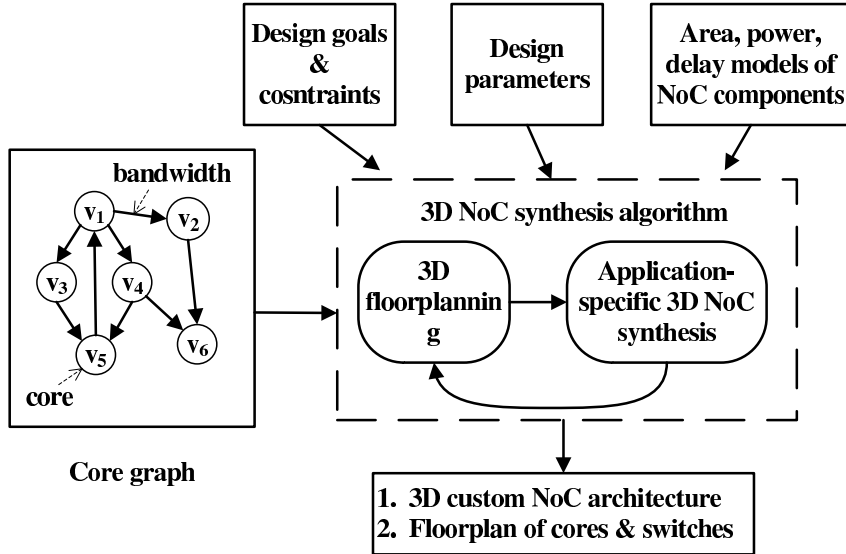 Design goals
&
cosntraints
Design
parameters
Area, power,
delay models of
NoC components
bandwidth
v1
v2
v3
v4
v5
v6
core
Core graph
3D NoC synthesis algorithm
3D
floorplannin
g
Application-
specific 3D NoC
synthesis
1. 3D custom NoC architecture
2. Floorplan of cores & switches